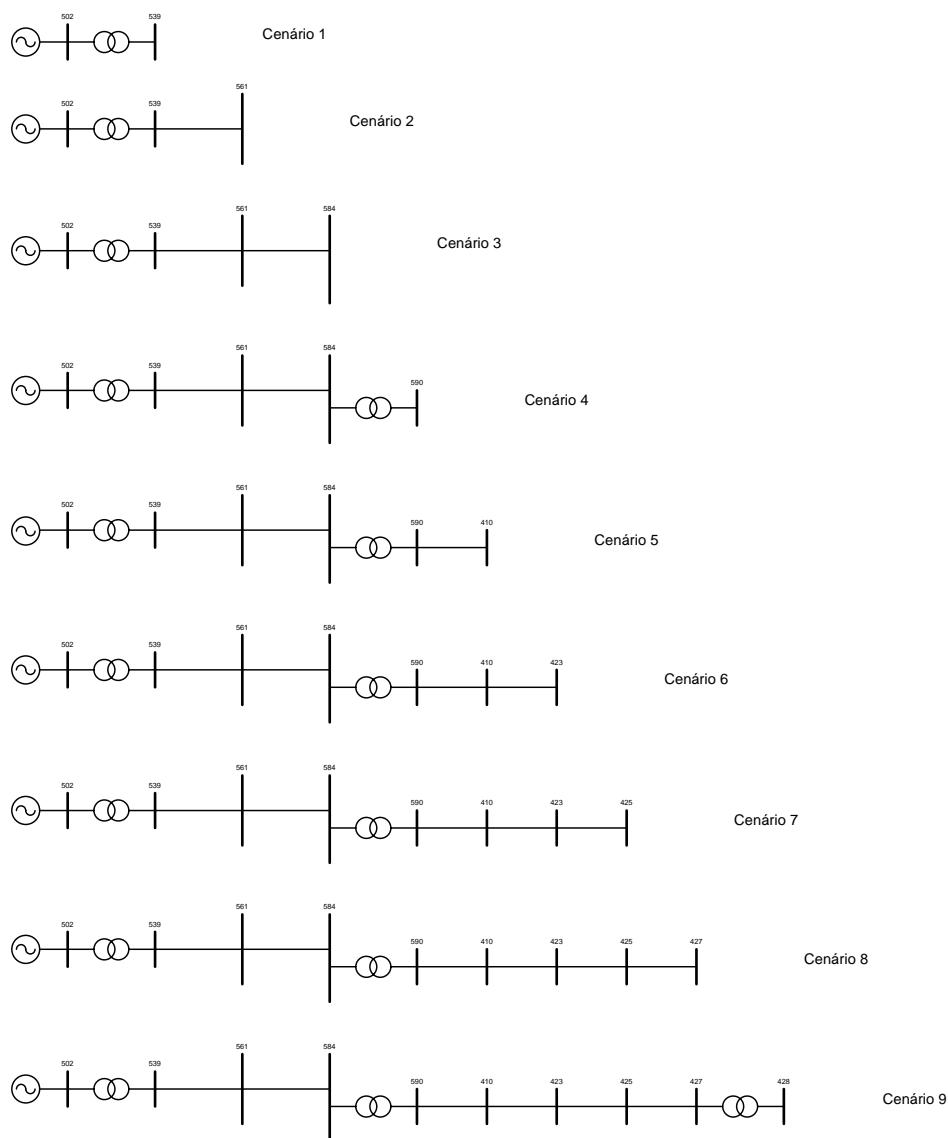 502 539 Cenário 1
502 539 561 Cenário 2
502 539 561 584 Cenário 3
502 539 561 584 590 Cenário 4
502 539 561 584 590 410 Cenário 5
502 539 561 584 590 410 423 Cenário 6
502 539 561 584 590 410 423 425 Cenário 7
502 539 561 584 590 410 423 425 427 Cenário 8
502 539 561 584 590 410 423 425 427 428 Cenário 9